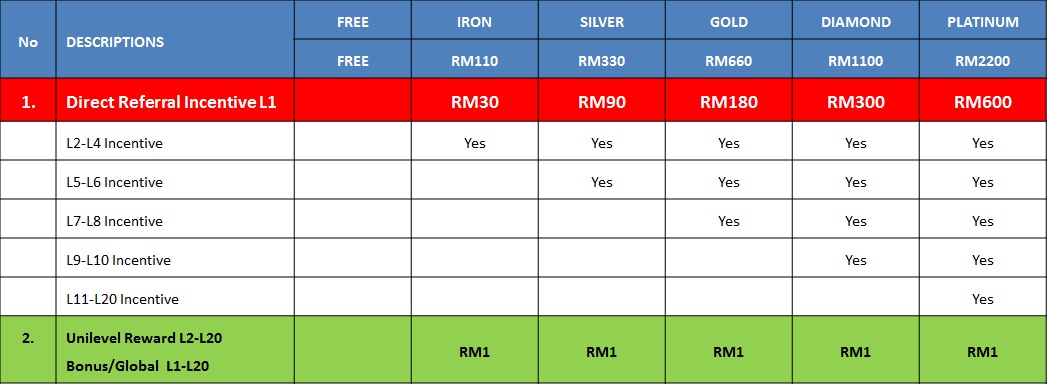 No DESCRIPTIONS FREE IRON SILVER GOLD DIAMOND PLATINUM
FREE RM110 RM330 RM660 RM1100 RM2200
1. Direct Referral Incentive L1 RM30 RM90 RM180 RM300 RM600
L2-L4 Incentive Yes Yes Yes Yes Yes
L5-L6 Incentive Yes Yes Yes Yes
L7-L8 Incentive Yes Yes Yes
L9-L10 Incentive Yes Yes
L11-L20 Incentive Yes
2. Unilevel Reward L2-L20
Bonus/Global L1-L20 RM1 RM1 RM1 RM1 RM1